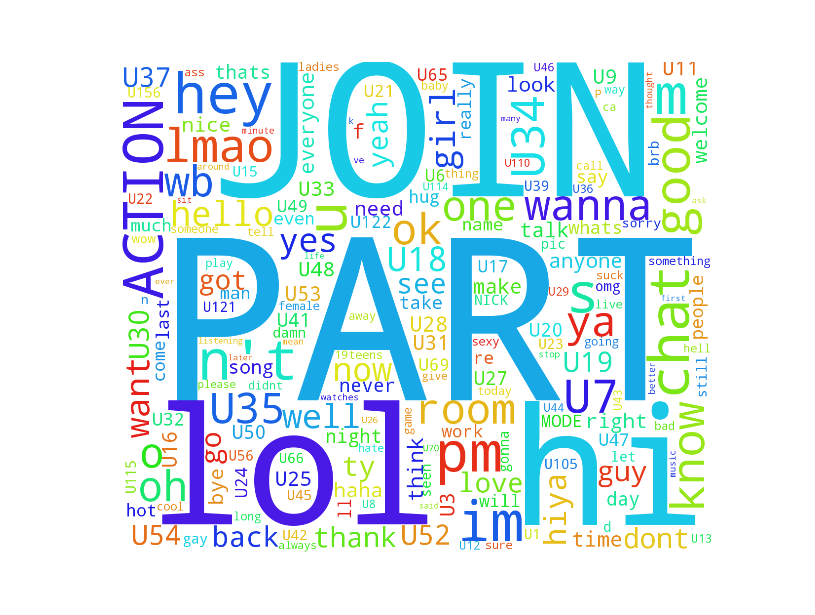 U37 ass thats ladies JOIN U65 U46 U9 U11
U156 hey nice everyone U21 baby look way p m thought
ACTION lmao k f yeah girl really many U34 ca welcome
minute ve U110 call brb
wb U15 U6 thing U39 U36 say good
U22 sit around U33 U114 hug
much hello U49 need one wanna
someone even u U122 name talk whats sorry ask
wow tell yes ok pic anyone
PART
U18 U17 something
n play life see make omg suck s chat
ever got U48 take NICK U29 live first people
U121 man U53 female away U28 U20 ya
U30 last U41 damn U31 sexy U23 going hell
come listening n't song mean 19teens now U69 re stop U19 still
later never give U27 today better
want please didnt watches U35 U7 know
U32 o lol well U26 room U44 U43 bad
U16 go U50 night game work MODE right
U56 hate think U70 pm gonna hi U47
U115 oh bye U66 ty seen love U105 let guy music
U24 U25 haha ll U3 will day
hot cool U45 U8 said hiya d
long im U1
U54 gay back U42 thank U52 U12 sure time dont U13
always